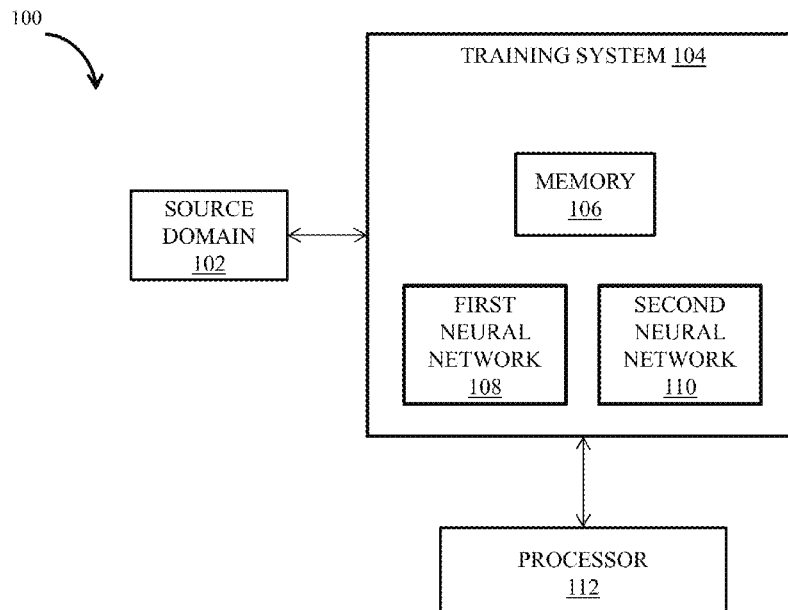 100
TRAINING SYSTEM 104
MEMORY
106
SOURCE
DOMAIN
102
FIRST
NEURAL
NETWORK
108
SECOND
NEURAL
NETWORK
110
PROCESSOR
112